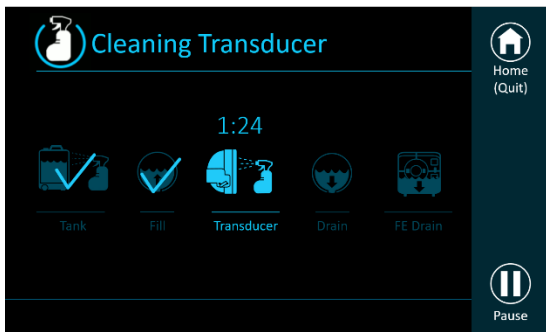 Cleaning Transducer
Home
(Quit)
1:24
Tank
Fill
Transducer
Drain
FE Drain
Pause